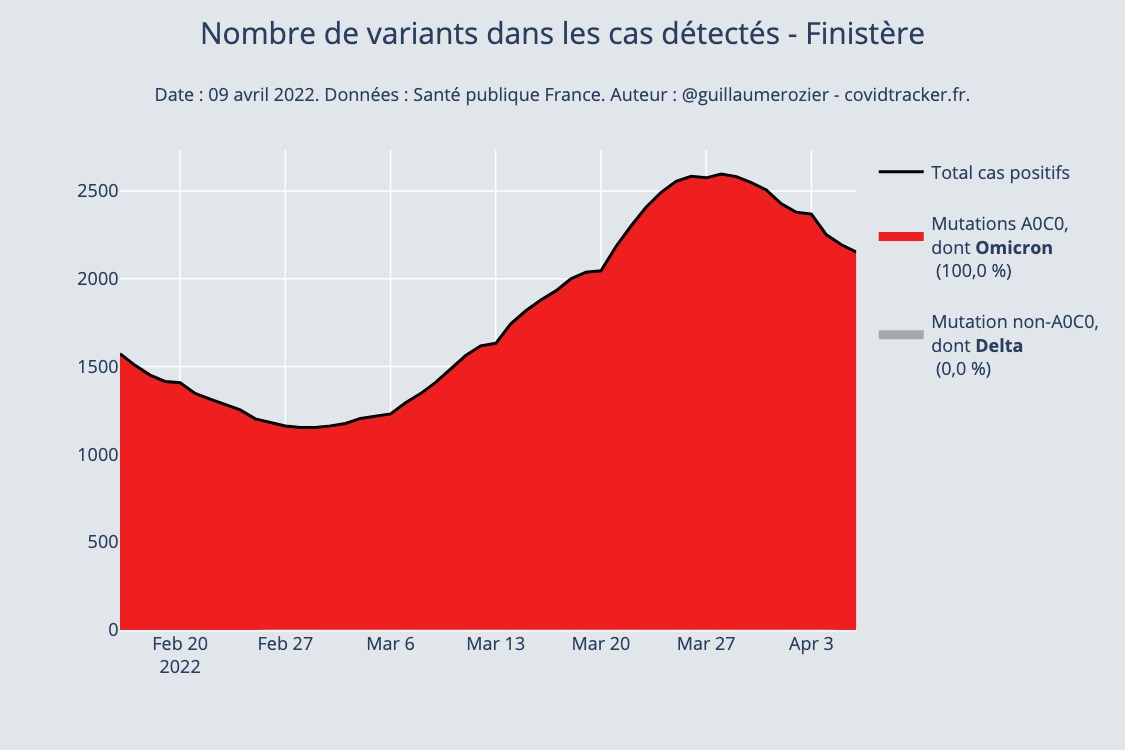 Nombre de variants dans les cas détectés - Finistère
Date : 09 avril 2022. Données : Santé publique France. Auteur : @guillaumerozier - covidtracker.fr.
2500
2000
1500
1000
500
0
Feb 20
2022
Feb 27
Mar 6
Mar 13
Mar 20
Mar 27
Apr 3
Total cas positifs
Mutations A0C0,
dont Omicron
(100,0 %)
Mutation non-A0C0,
dont Delta
(0,0 %)